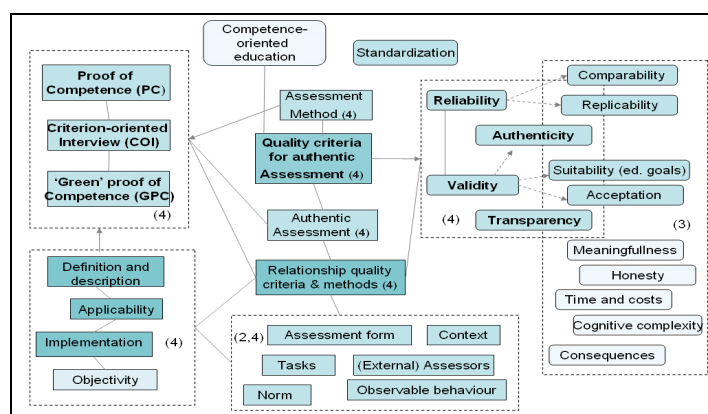 Competence-
oriented
education
Standardization
Proof of
Competence (PC)
Criterion-oriented
Interview (COI)
‘Green’ proof of
Competence (GPC)
(4)
Assessment
Method (4)
Quality criteria
for authentic
Assessment (4)
Authentic
Assessment (4)
Relationship quality
criteria & methods (4)
Reliability
Authenticity
Validity
(4)
Transparency
Comparability
Replicability
Suitability (ed. goals)
Acceptation
(3)
Meaningfullness
Honesty
Time and costs
Cognitive complexity
Consequences
Definition and
description
Applicability
Implementation
(4)
Objectivity
(2,4)
Assessment form
Context
Tasks
(External) Assessors
Norm
Observable behaviour